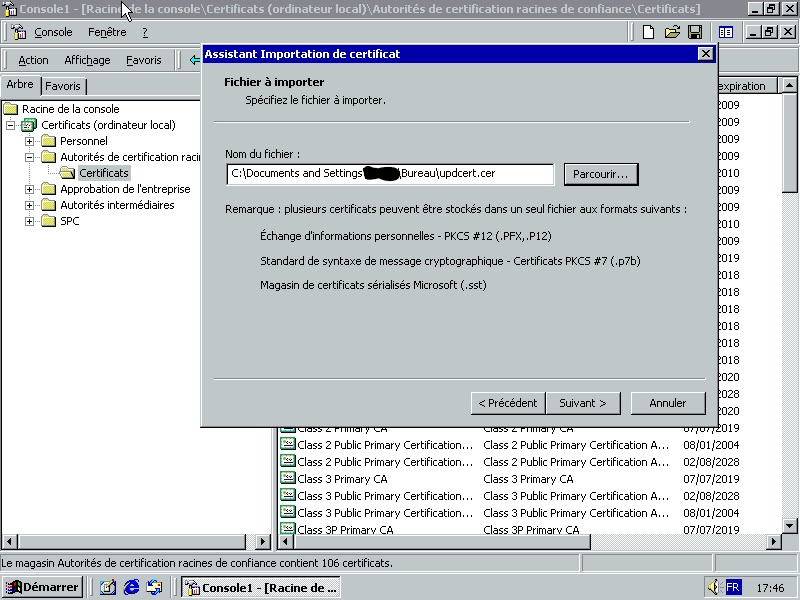 Console1 - [Racine de la console\Certificats (ordinateur local)\Autorités de certification racines de confiance\Certificats]
Console Fenêtre ?
Action Affichage Favoris
Arbre Favoris
Racine de la console
Certificats (ordinateur local)
Personnel
Autorités de certification raci
Certificats
Approbation de l'entreprise
Autorités intermédiaires
SPC
Assistant Importation de certificat
Fichier à importer
Spécifiez le fichier à importer.
Nom du fichier :
C:\Documents and Settings\ \Bureau\updcert.cer
Parcourir...
Remarque : plusieurs certificats peuvent être stockés dans un seul fichier aux formats suivants :
Échange d'informations personnelles - PKCS #12 (.PFX,.P12)
Standard de syntaxe de message cryptographique - Certificats PKCS #7 (.p7b)
Magasin de certificats sérialisés Microsoft (.sst)
< Précédent Suivant > Annuler
expiration
2009
2009
2009
2009
2010
2009
2010
2009
2009
2019
2018
2018
2018
2018
2018
2018
2020
2028
2020
Class 2 Primary CA Class 2 Primary CA 07/07/2019
Class 2 Public Primary Certification... Class 2 Public Primary Certification A... 08/01/2004
Class 2 Public Primary Certification... Class 2 Public Primary Certification A... 02/08/2028
Class 3 Primary CA Class 3 Primary CA 07/07/2019
Class 3 Public Primary Certification... Class 3 Public Primary Certification A... 02/08/2028
Class 3 Public Primary Certification... Class 3 Public Primary Certification A... 08/01/2004
Class 3P Primary CA Class 3P Primary CA 07/07/2019
Le magasin Autorités de certification racines de confiance contient 106 certificats.
Démarrer Console1 - [Racine de ... FR 17:46